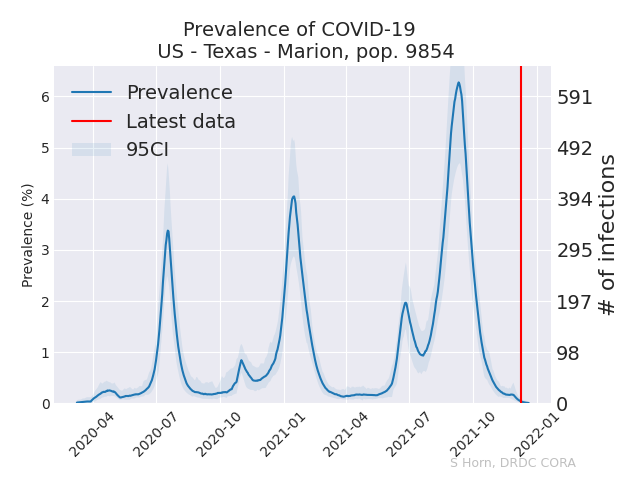 Prevalence of COVID-19
US - Texas - Marion, pop. 9854
Prevalence
Latest data
95CI
Prevalence (%)
6
5
4
3
2
1
0
# of infections
591
492
394
295
197
98
0
2020-04
2020-07
2020-10
2021-01
2021-04
2021-07
2021-10
2022-01
S Horn, DRDC CORA